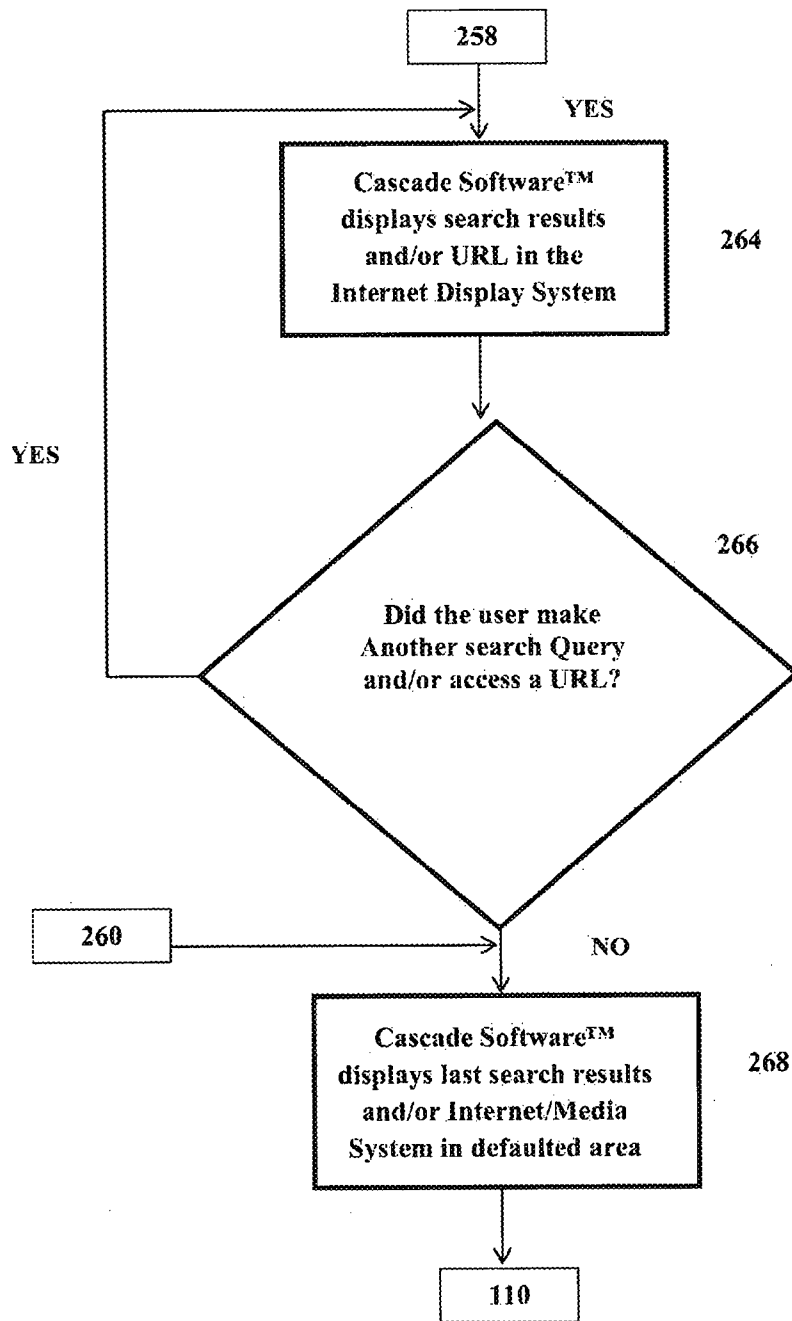 258
YES
Cascade Software™
displays search results
and/or URL in the
Internet Display System
264
YES
266
Did the user make
Another search Query
and/or access a URL?
260
NO
Cascade Software™
displays last search results
and/or Internet/Media
System in defaulted area
268
110